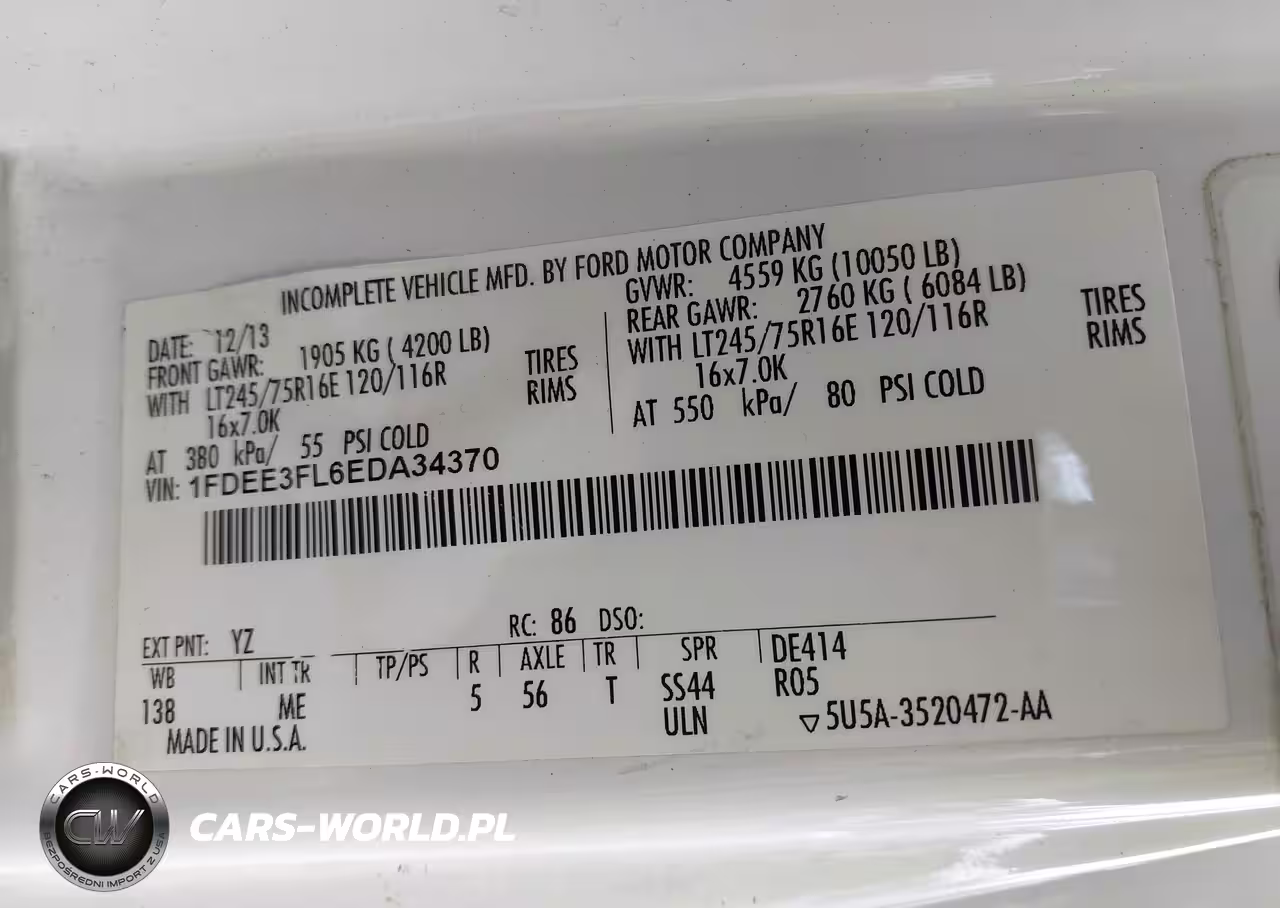 INCOMPLETE VEHICLE MFD. BY FORD MOTOR COMPANY
DATE: 12/13
FRONT GAWR: 1905 KG ( 4200 LB)
WITH LT245/75R16E 120/116R TIRES
16x7.0K RIMS
AT 380 kPa/ 55 PSI COLD
GVWR: 4559 KG (10050 LB)
REAR GAWR: 2760 KG ( 6084 LB)
WITH LT245/75R16E 120/116R TIRES
16x7.0K RIMS
AT 550 kPa/ 80 PSI COLD
VIN: 1FDEE3FL6EDA34370
EXT PNT: YZ RC: 86 DSO:
WB INT TR TP/PS R AXLE TR SPR DE414
138 ME 5 56 T SS44 R05
ULN ▽5U5A-3520472-AA
MADE IN U.S.A.
CARS-WORLD
CW
BEZPOŚREDNI IMPORT Z USA
CARS-WORLD.PL